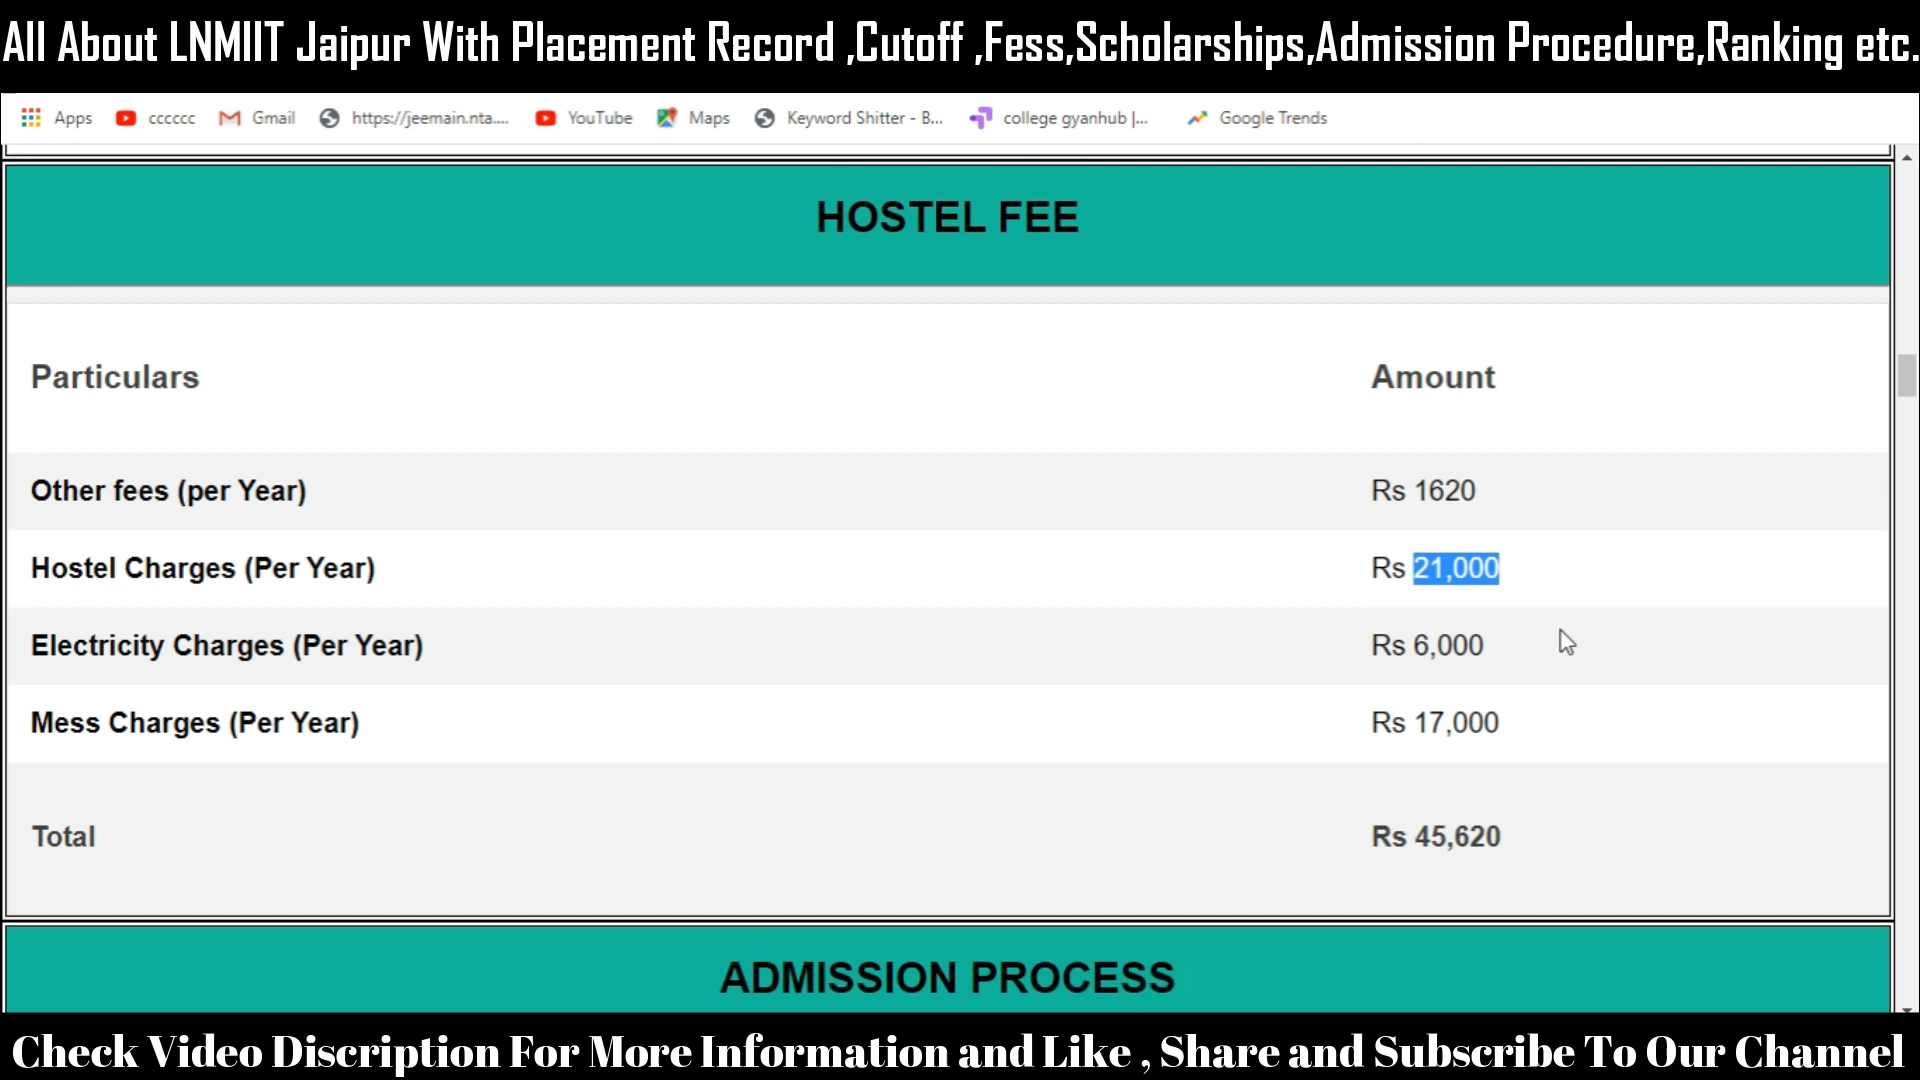 All About LNMIIT Jaipur With Placement Record ,Cutoff ,Fess,Scholarships,Admission Procedure,Ranking etc.
Apps cccccc Gmail https://jeemain.nta.... YouTube Maps Keyword Shitter - B... college gyanhub |... Google Trends
HOSTEL FEE
Particulars Amount
Other fees (per Year) Rs 1620
Hostel Charges (Per Year) Rs 21,000
Electricity Charges (Per Year) Rs 6,000
Mess Charges (Per Year) Rs 17,000
Total Rs 45,620
ADMISSION PROCESS
Check Video Discription For More Information and Like , Share and Subscribe To Our Channel